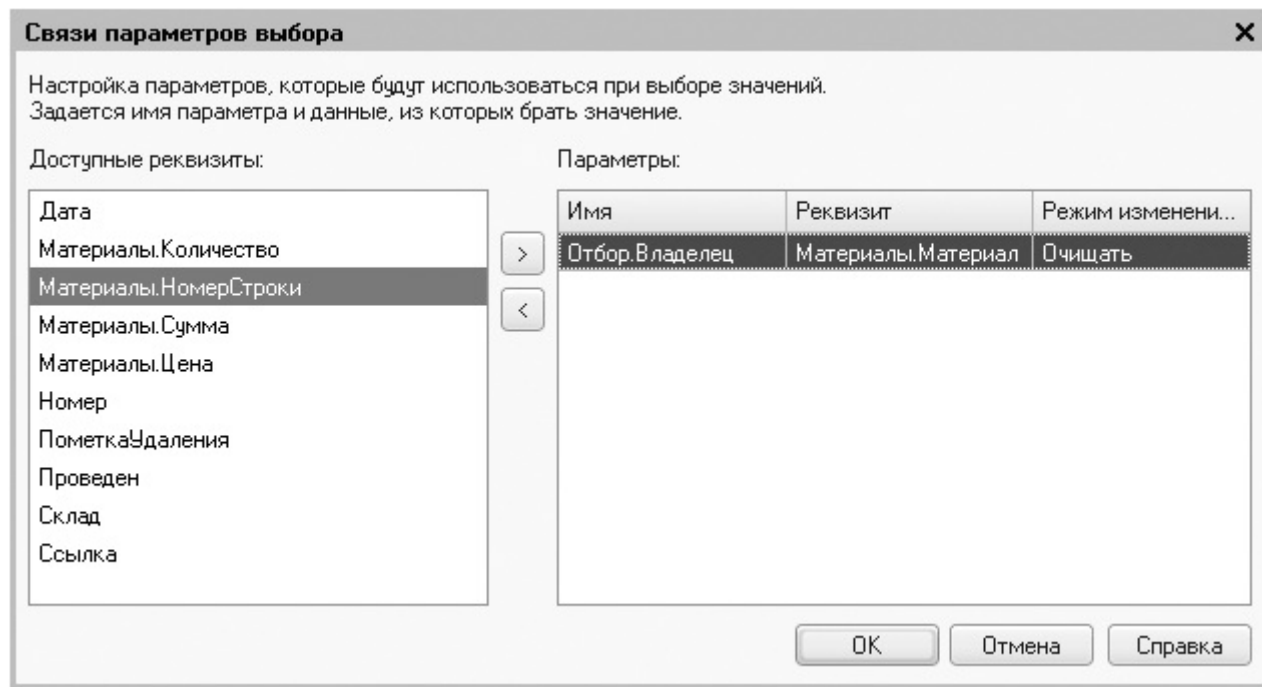 Связи параметров выбора
Настройка параметров, которые будут использоваться при выборе значений.
Задается имя параметра и данные, из которых брать значение.
Доступные реквизиты:
Дата
Материалы.Количество
Материалы.НомерСтроки
Материалы.Сумма
Материалы.Цена
Номер
ПометкаУдаления
Проведен
Склад
Ссылка
>
<
Параметры:
Имя Реквизит Режим изменени...
Отбор.Владелец Материалы.Материал Очищать
OK Отмена Справка